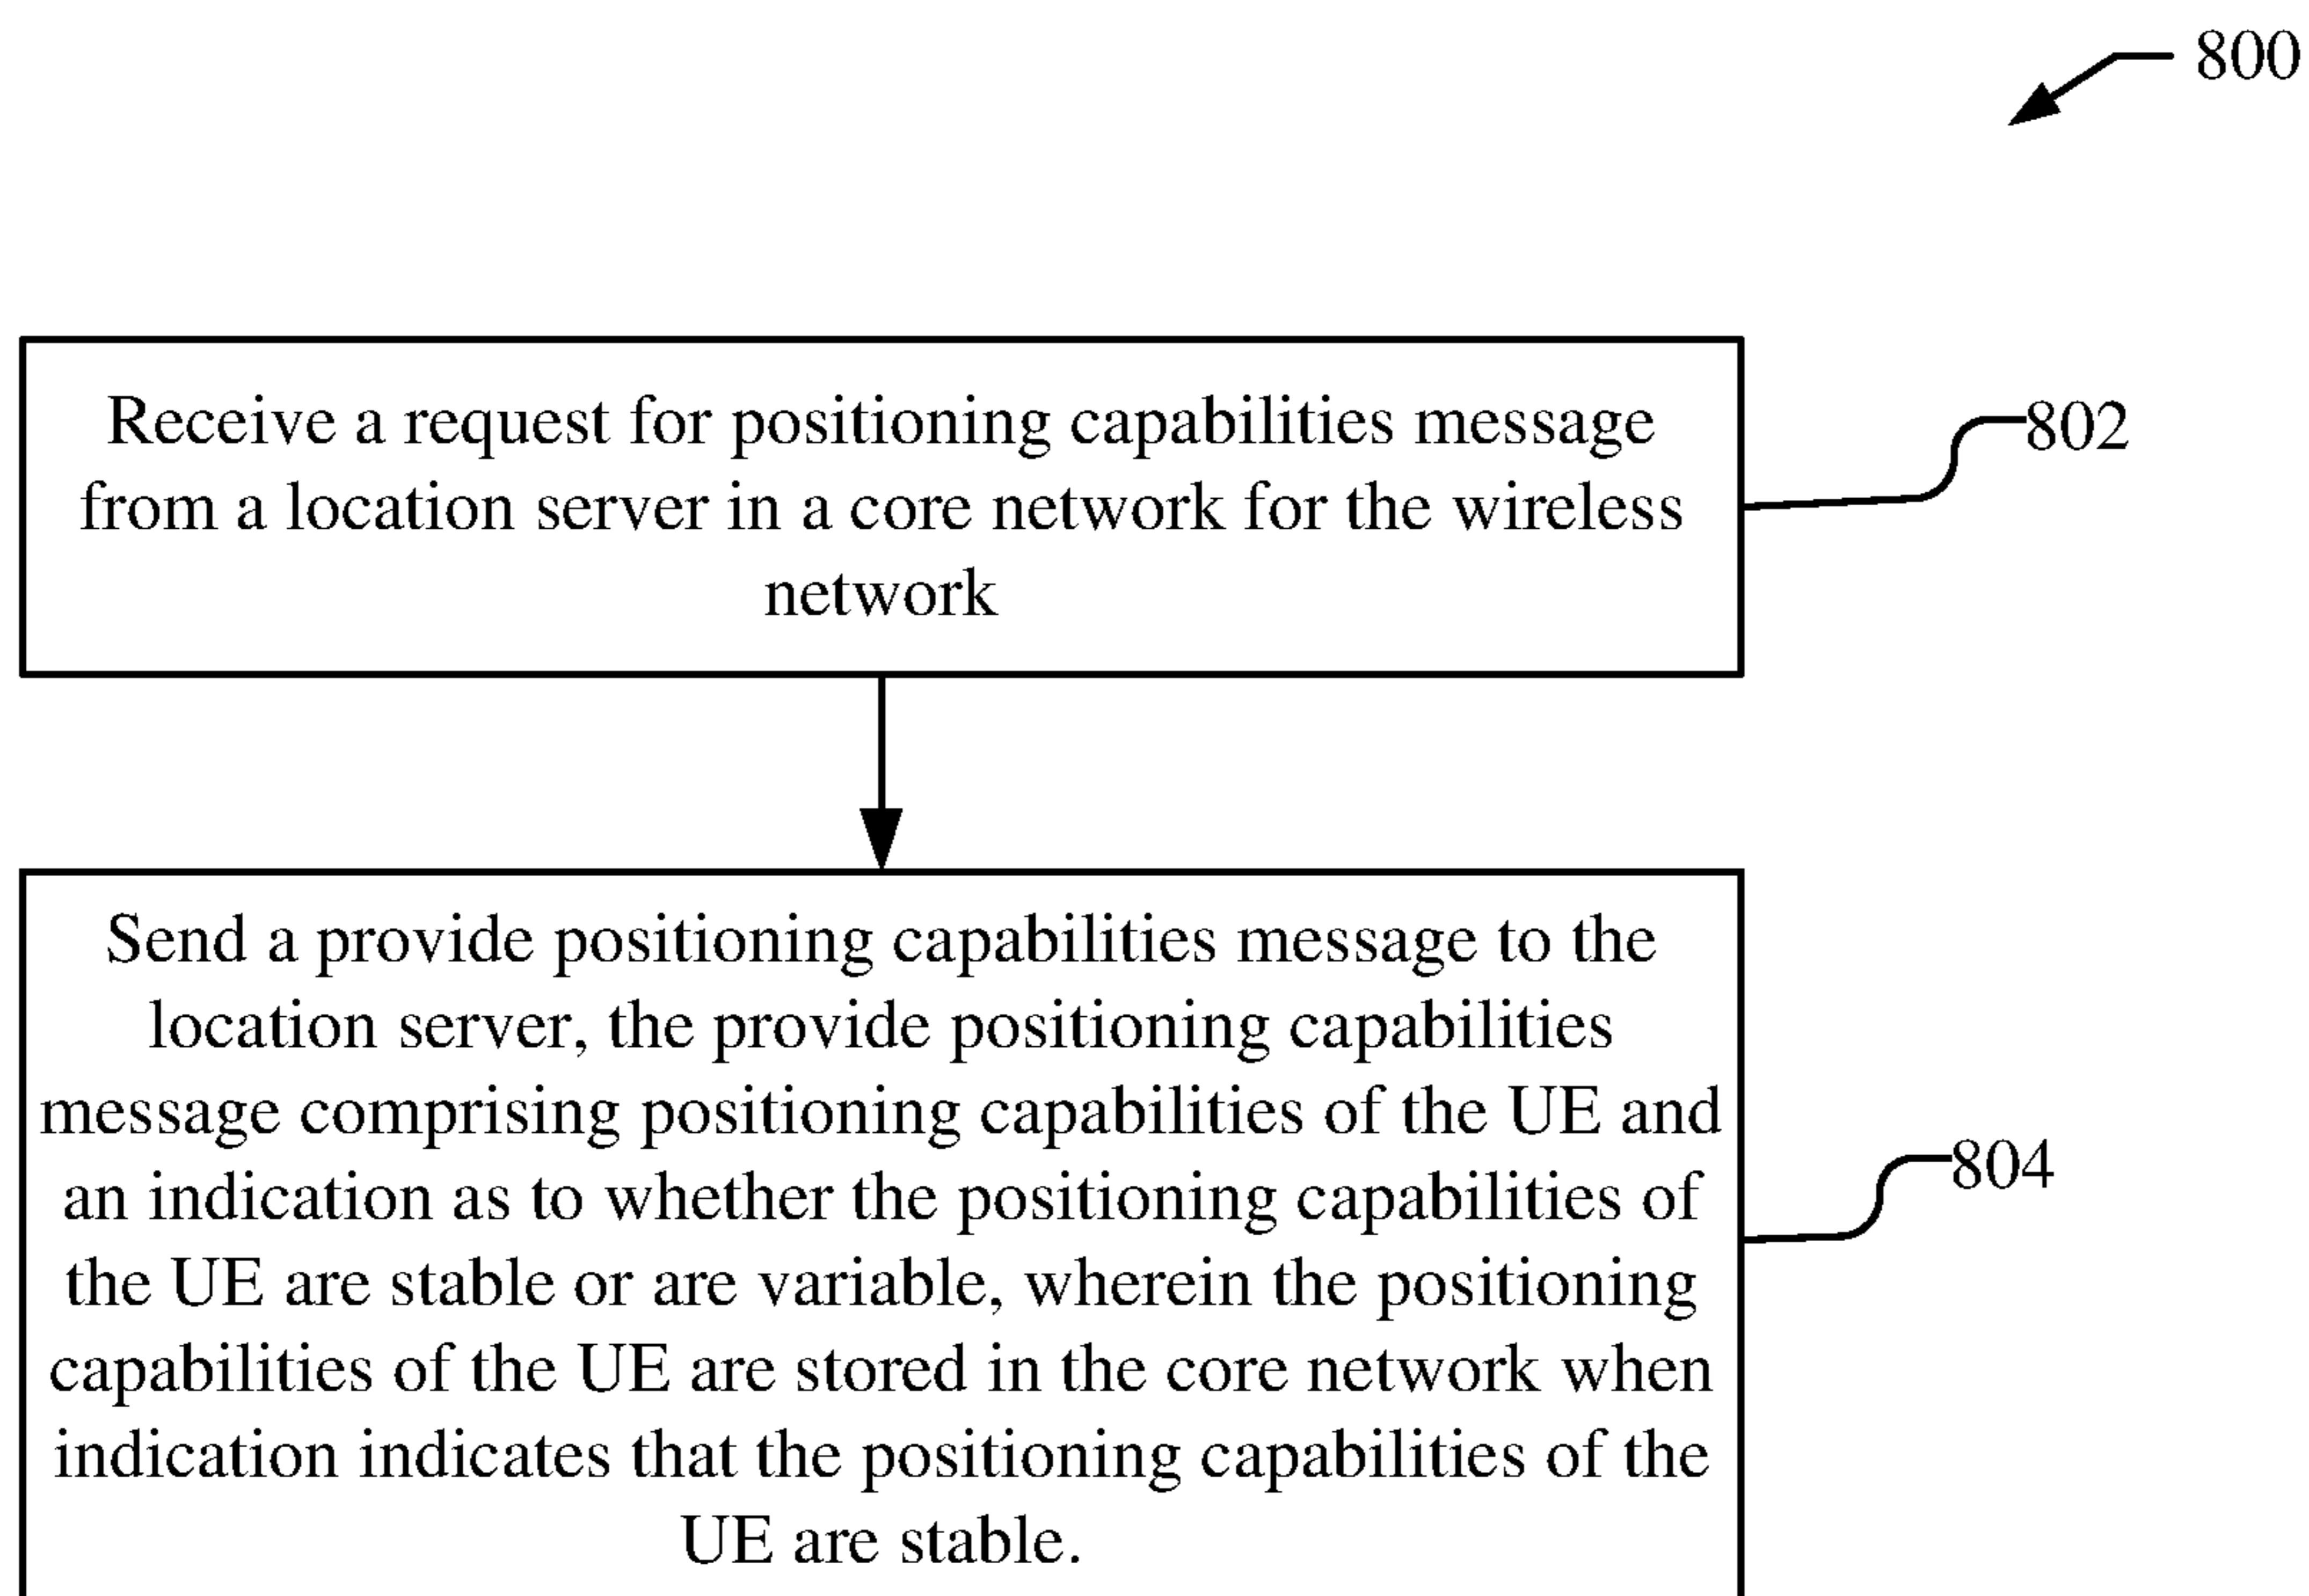 800
Receive a request for positioning capabilities message
from a location server in a core network for the wireless
network
802
Send a provide positioning capabilities message to the
location server, the provide positioning capabilities
message comprising positioning capabilities of the UE and
an indication as to whether the positioning capabilities of
the UE are stable or are variable, wherein the positioning
capabilities of the UE are stored in the core network when
indication indicates that the positioning capabilities of the
UE are stable.
804